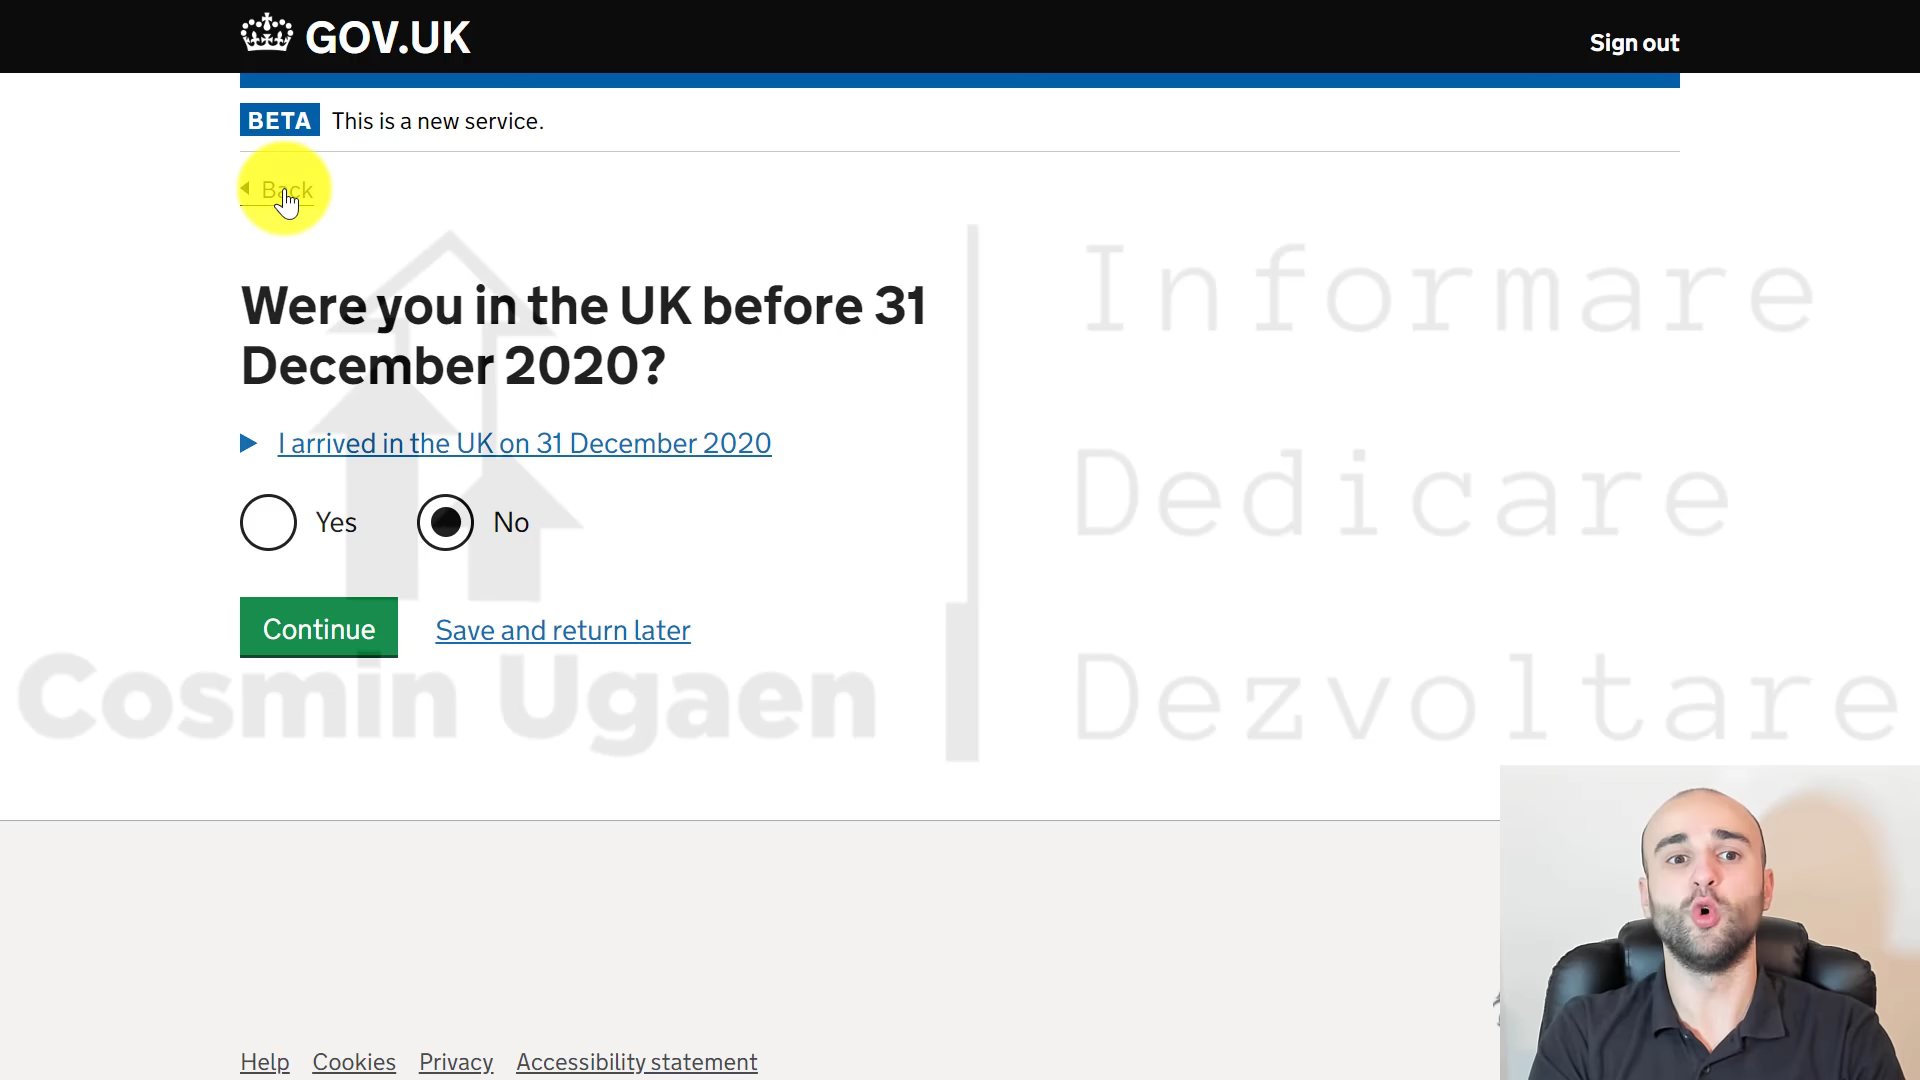 GOV.UK
Sign out
BETA This is a new service.
Back
Were you in the UK before 31
December 2020?
I arrived in the UK on 31 December 2020
Yes No
Continue Save and return later
Cosmin Ugaen
Informare
Dedicare
Dezvoltare
Help Cookies Privacy Accessibility statement